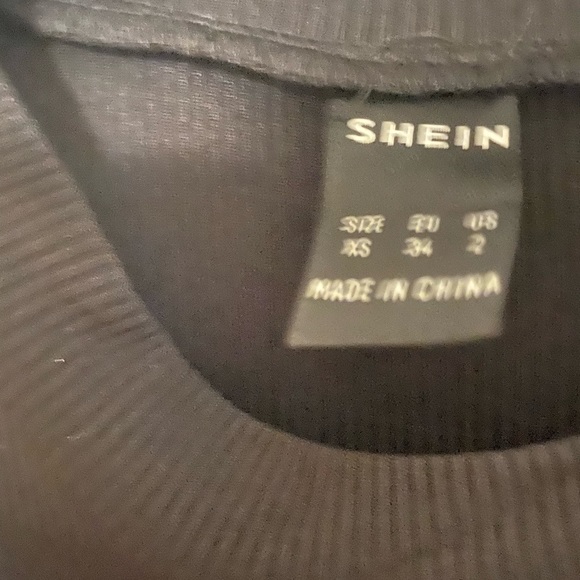 SHEIN
SIZE EU US
XS 34 2
MADE IN CHINA